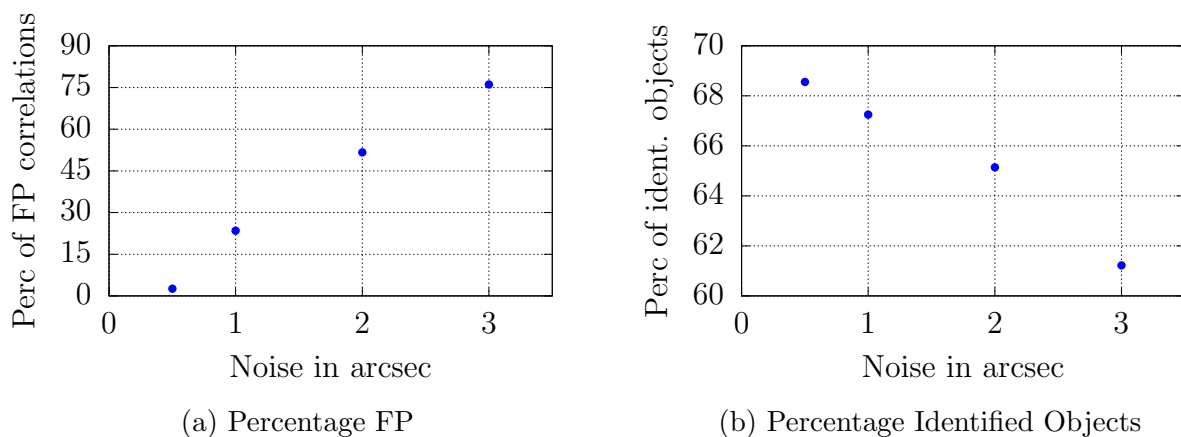 Perc of FP correlations
90
75
60
45
30
15
0
0 1 2 3
Noise in arcsec
(a) Percentage FP
Perc of ident. objects
70
68
66
64
62
60
0 1 2 3
Noise in arcsec
(b) Percentage Identified Objects